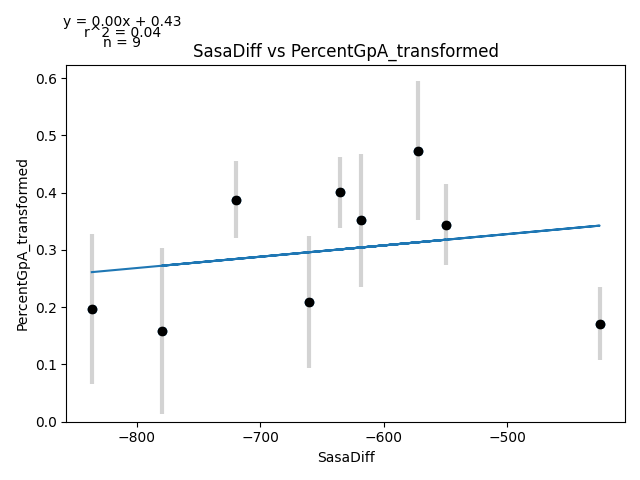 y = 0.00x + 0.43
r^2 = 0.04
n = 9
SasaDiff vs PercentGpA_transformed
0.6
0.5
0.4
0.3
0.2
0.1
0.0
PercentGpA_transformed
−800
−700
−600
−500
SasaDiff